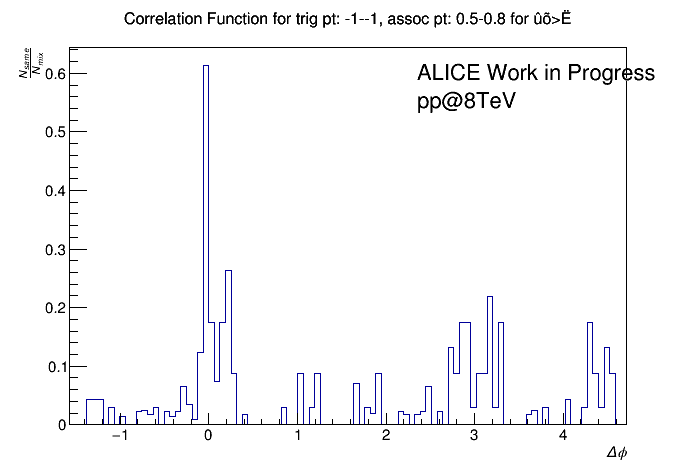 Correlation Function for trig pt: -1--1, assoc pt: 0.5-0.8 for ûõ>Ë
N_same/N_mix
ALICE Work in Progress
pp@8TeV
0.6
0.5
0.4
0.3
0.2
0.1
0
−1 0 1 2 3 4
Δϕ